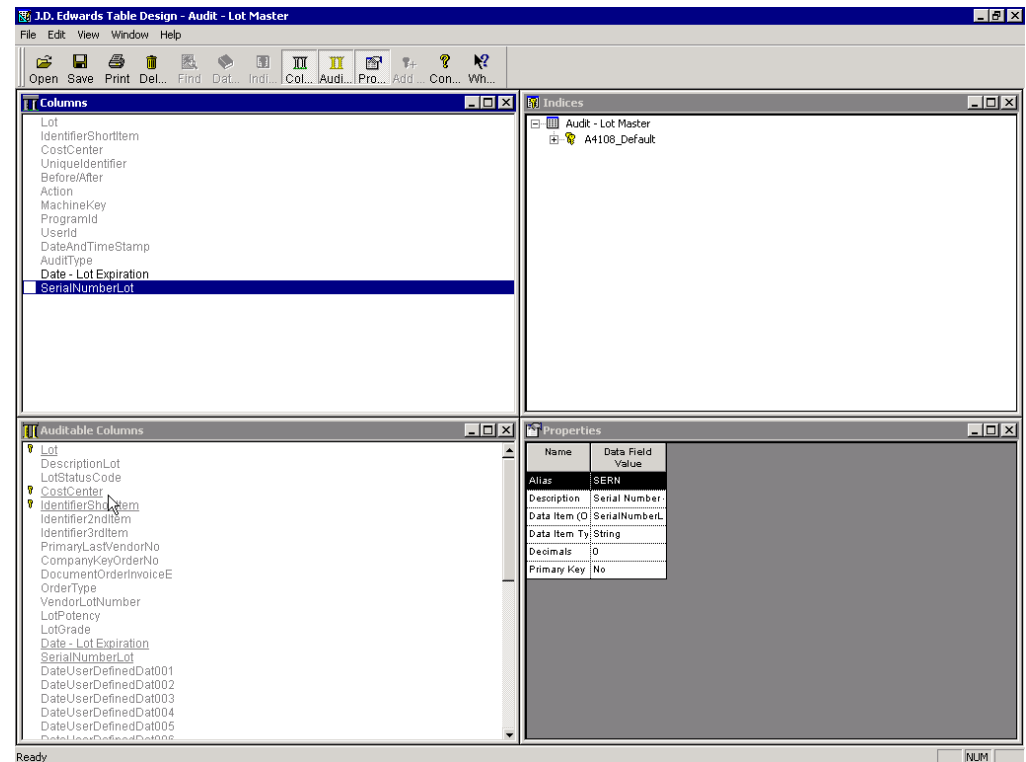 J.D. Edwards Table Design - Audit - Lot Master
File Edit View Window Help
Open Save Print Del... Find Dat... Indi... Col... Audi... Pro... Add ... Con... Wh...
Columns
Lot
IdentifierShortItem
CostCenter
UniqueIdentifier
Before/After
Action
MachineKey
ProgramId
UserId
DateAndTimeStamp
AuditType
Date - Lot Expiration
SerialNumberLot
Indices
Audit - Lot Master
A4108_Default
Auditable Columns
Lot
DescriptionLot
LotStatusCode
CostCenter
IdentifierShortItem
Identifier2ndItem
Identifier3rdItem
PrimaryLastVendorNo
CompanyKeyOrderNo
DocumentOrderInvoiceE
OrderType
VendorLotNumber
LotPotency
LotGrade
Date - Lot Expiration
SerialNumberLot
DateUserDefinedDat001
DateUserDefinedDat002
DateUserDefinedDat003
DateUserDefinedDat004
DateUserDefinedDat005
DateUserDefinedDat006
Properties
Name Data Field Value
Alias SERN
Description Serial Number
Data Item (O SerialNumberL
Data Item Ty String
Decimals 0
Primary Key No
Ready NUM